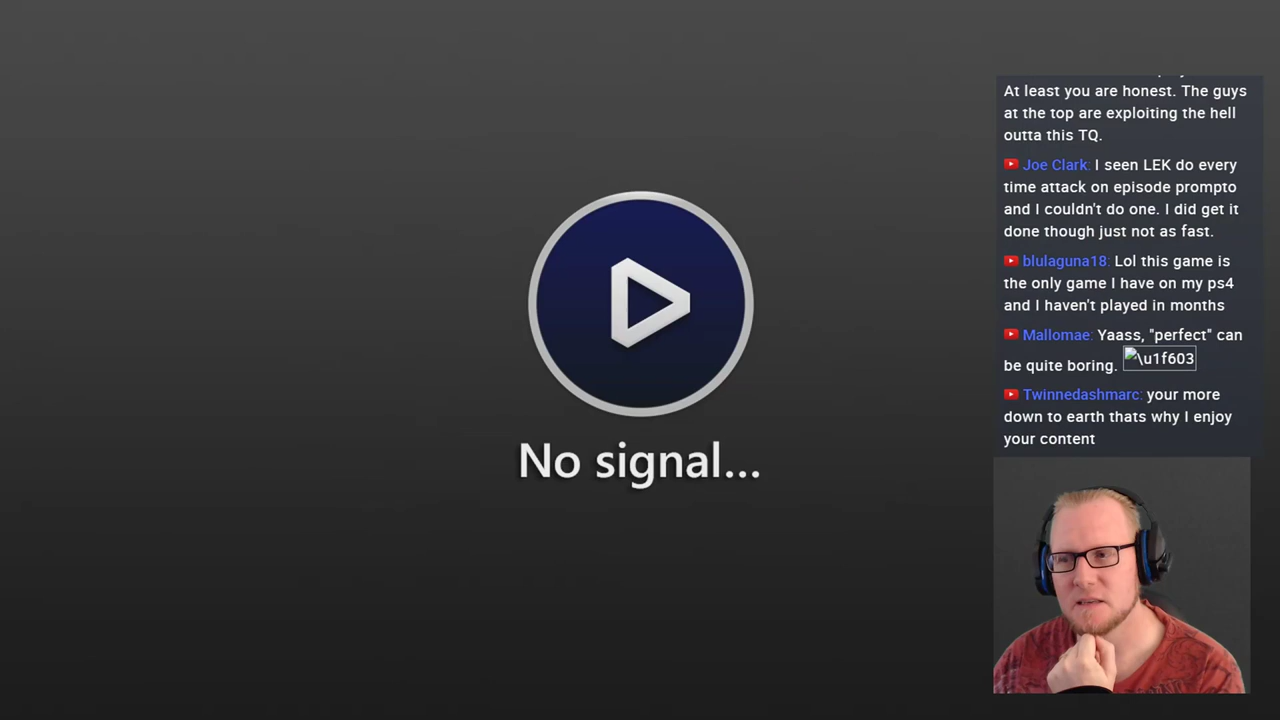 At least you are honest. The guys
at the top are exploiting the hell
outta this TQ.
Joe Clark: I seen LEK do every
time attack on episode prompto
and I couldn't do one. I did get it
done though just not as fast.
blulaguna18: Lol this game is
the only game I have on my ps4
and I haven't played in months
Mallomae: Yaass, "perfect" can
be quite boring. \u1f603
Twinnedashmarc: your more
down to earth thats why I enjoy
your content
No signal...